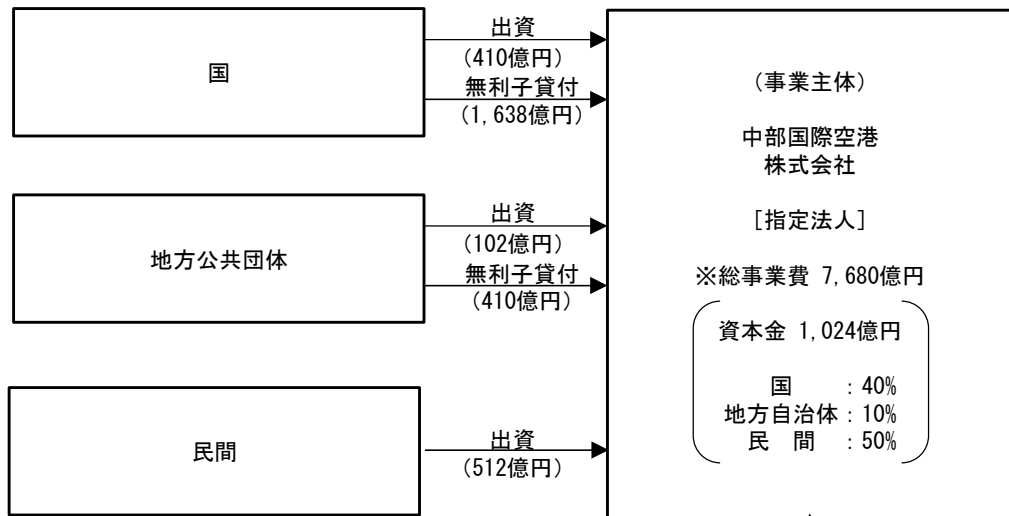 国
出資
(410億円)
無利子貸付
(1,638億円)
地方公共団体
出資
(102億円)
無利子貸付
(410億円)
民間
出資
(512億円)
(事業主体)
中部国際空港
株式会社
[指定法人]
※総事業費 7,680億円
資本金 1,024億円
国 : 40%
地方自治体 : 10%
民 間 : 50%